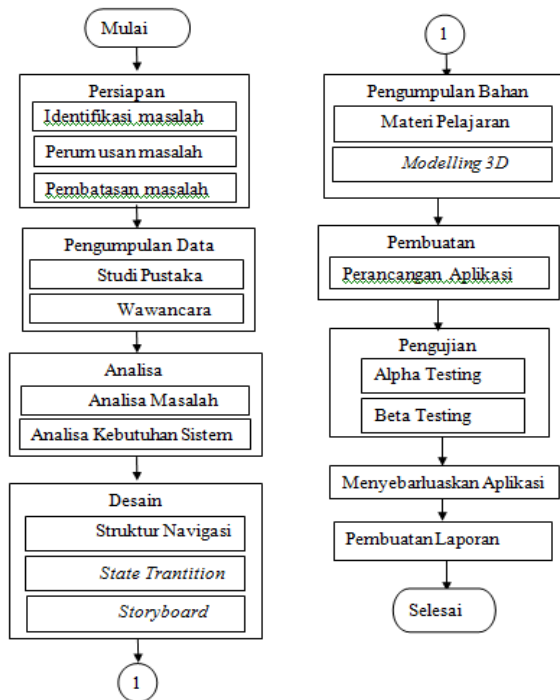 Mulai
Persiapan
Identifikasi masalah
Perumusan masalah
Pembatasan masalah
Pengumpulan Data
Studi Pustaka
Wawancara
Analisa
Analisa Masalah
Analisa Kebutuhan Sistem
Desain
Struktur Navigasi
State Trantition
Storyboard
1
1
Pengumpulan Bahan
Materi Pelajaran
Modelling 3D
Pembuatan
Perancangan Aplikasi
Pengujian
Alpha Testing
Beta Testing
Menyebarluaskan Aplikasi
Pembuatan Laporan
Selesai